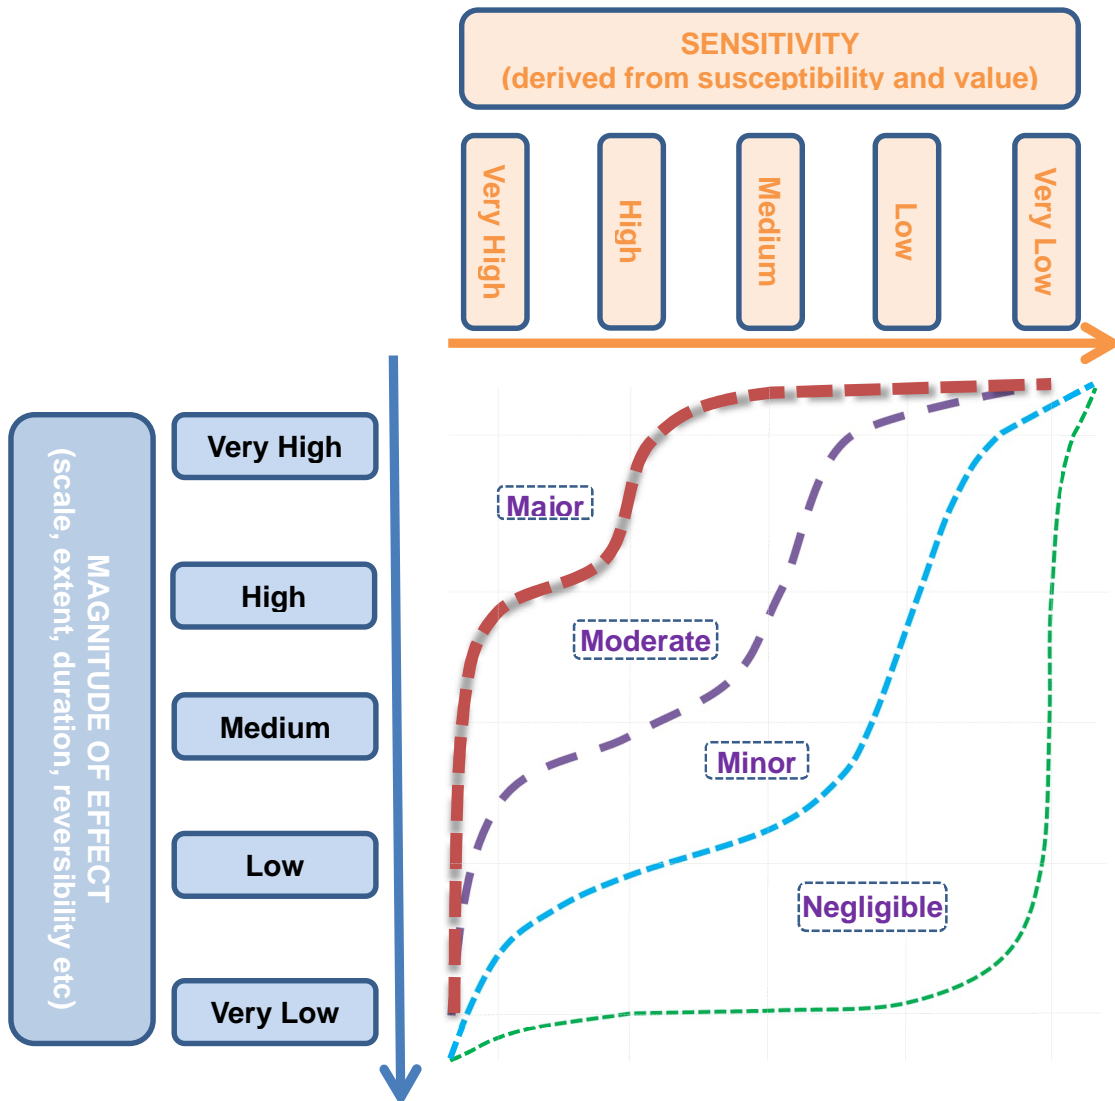 SENSITIVITY
(derived from susceptibility and value)
Very High
High
Medium
Low
Very Low
MAGNITUDE OF EFFECT
(scale, extent, duration, reversibility etc)
Very High
High
Medium
Low
Very Low
Major
Moderate
Minor
Negligible